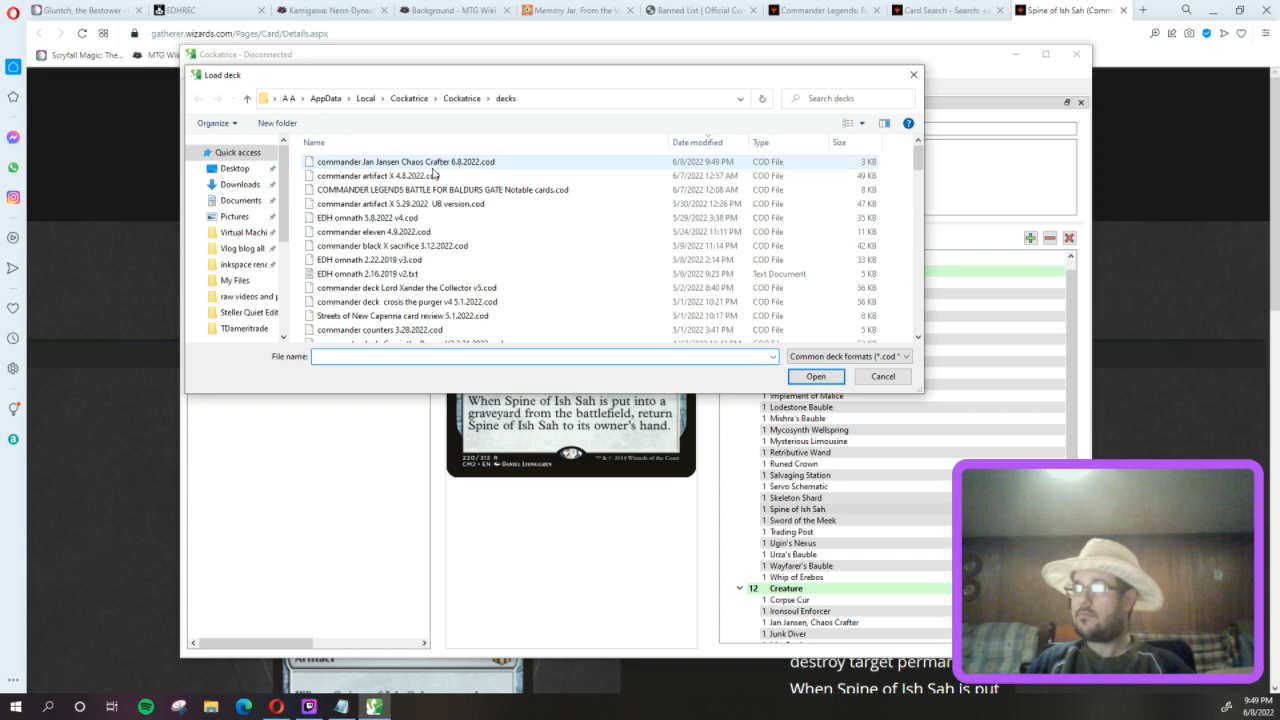 Gluntch, the Bestower - C
EDHREC
Kamigawa: Neon Dynast
Background - MTG Wiki
Memory Jar, From the Va
Banned List | Official Co
Commander Legends: B
Card Search - Search: +
Spine of Ish Sah (Comm
gatherer.wizards.com/Pages/Card/Details.aspx
Scryfall Magic: The...
MTG Wiki
Cockatrice - Disconnected
Load deck
A A > AppData > Local > Cockatrice > Cockatrice > decks
Search decks
Organize
New folder
Name
Date modified
Type
Size
Quick access
Desktop
Downloads
Documents
Pictures
Virtual Machi
Vlog blog all
inkspace renc
My Files
raw videos and p
Steller Quiet Edit
TDameritrade
commander Jan Jansen Chaos Crafter 6.8.2022.cod 6/8/2022 9:49 PM COD File 3 KB
commander artifact X 4.8.2022.cod 6/7/2022 12:57 AM COD File 49 KB
COMMANDER LEGENDS BATTLE FOR BALDURS GATE Notable cards.cod 6/7/2022 12:08 AM COD File 8 KB
commander artifact X 5.29.2022 UB version.cod 5/30/2022 12:26 PM COD File 47 KB
EDH omnath 5.8.2022 v4.cod 5/29/2022 3:38 PM COD File 35 KB
commander eleven 4.9.2022.cod 5/24/2022 11:11 PM COD File 11 KB
commander black X sacrifice 3.12.2022.cod 5/9/2022 11:14 PM COD File 42 KB
EDH omnath 2.22.2019 v3.cod 5/8/2022 2:14 PM COD File 33 KB
EDH omnath 2.16.2019 v2.txt 5/6/2022 9:25 PM Text Document 5 KB
commander deck Lord Xander the Collector v5.cod 5/2/2022 8:40 PM COD File 56 KB
commander deck crosis the purger v4 5.1.2022.cod 5/1/2022 10:21 PM COD File 56 KB
Streets of New Capenna card review 5.1.2022.cod 5/1/2022 10:17 PM COD File 8 KB
commander counters 3.28.2022.cod 5/1/2022 3:41 PM COD File 5 KB
File name:
Common deck formats (*.cod *
Open
Cancel
When Spine of Ish Sah is put into a
graveyard from the battlefield, return
Spine of Ish Sah to its owner's hand.
220/312 R
CM2 • EN DANIEL LJUNGGREN
™ & © 2018 Wizards of the Coast
Implement of Malice
1 Lodestone Bauble
1 Mishra's Bauble
1 Mycosynth Wellspring
1 Mysterious Limousine
1 Retributive Wand
1 Runed Crown
1 Salvaging Station
1 Servo Schematic
1 Skeleton Shard
1 Spine of Ish Sah
1 Sword of the Meek
1 Trading Post
1 Ugin's Nexus
1 Urza's Bauble
1 Wayfarer's Bauble
1 Whip of Erebos
12 Creature
1 Corpse Cur
1 Ironsoul Enforcer
1 Jan Jansen, Chaos Crafter
1 Junk Diver
Artifact
destroy target perman
When Spine of Ish Sah is put
9:49 PM
6/8/2022